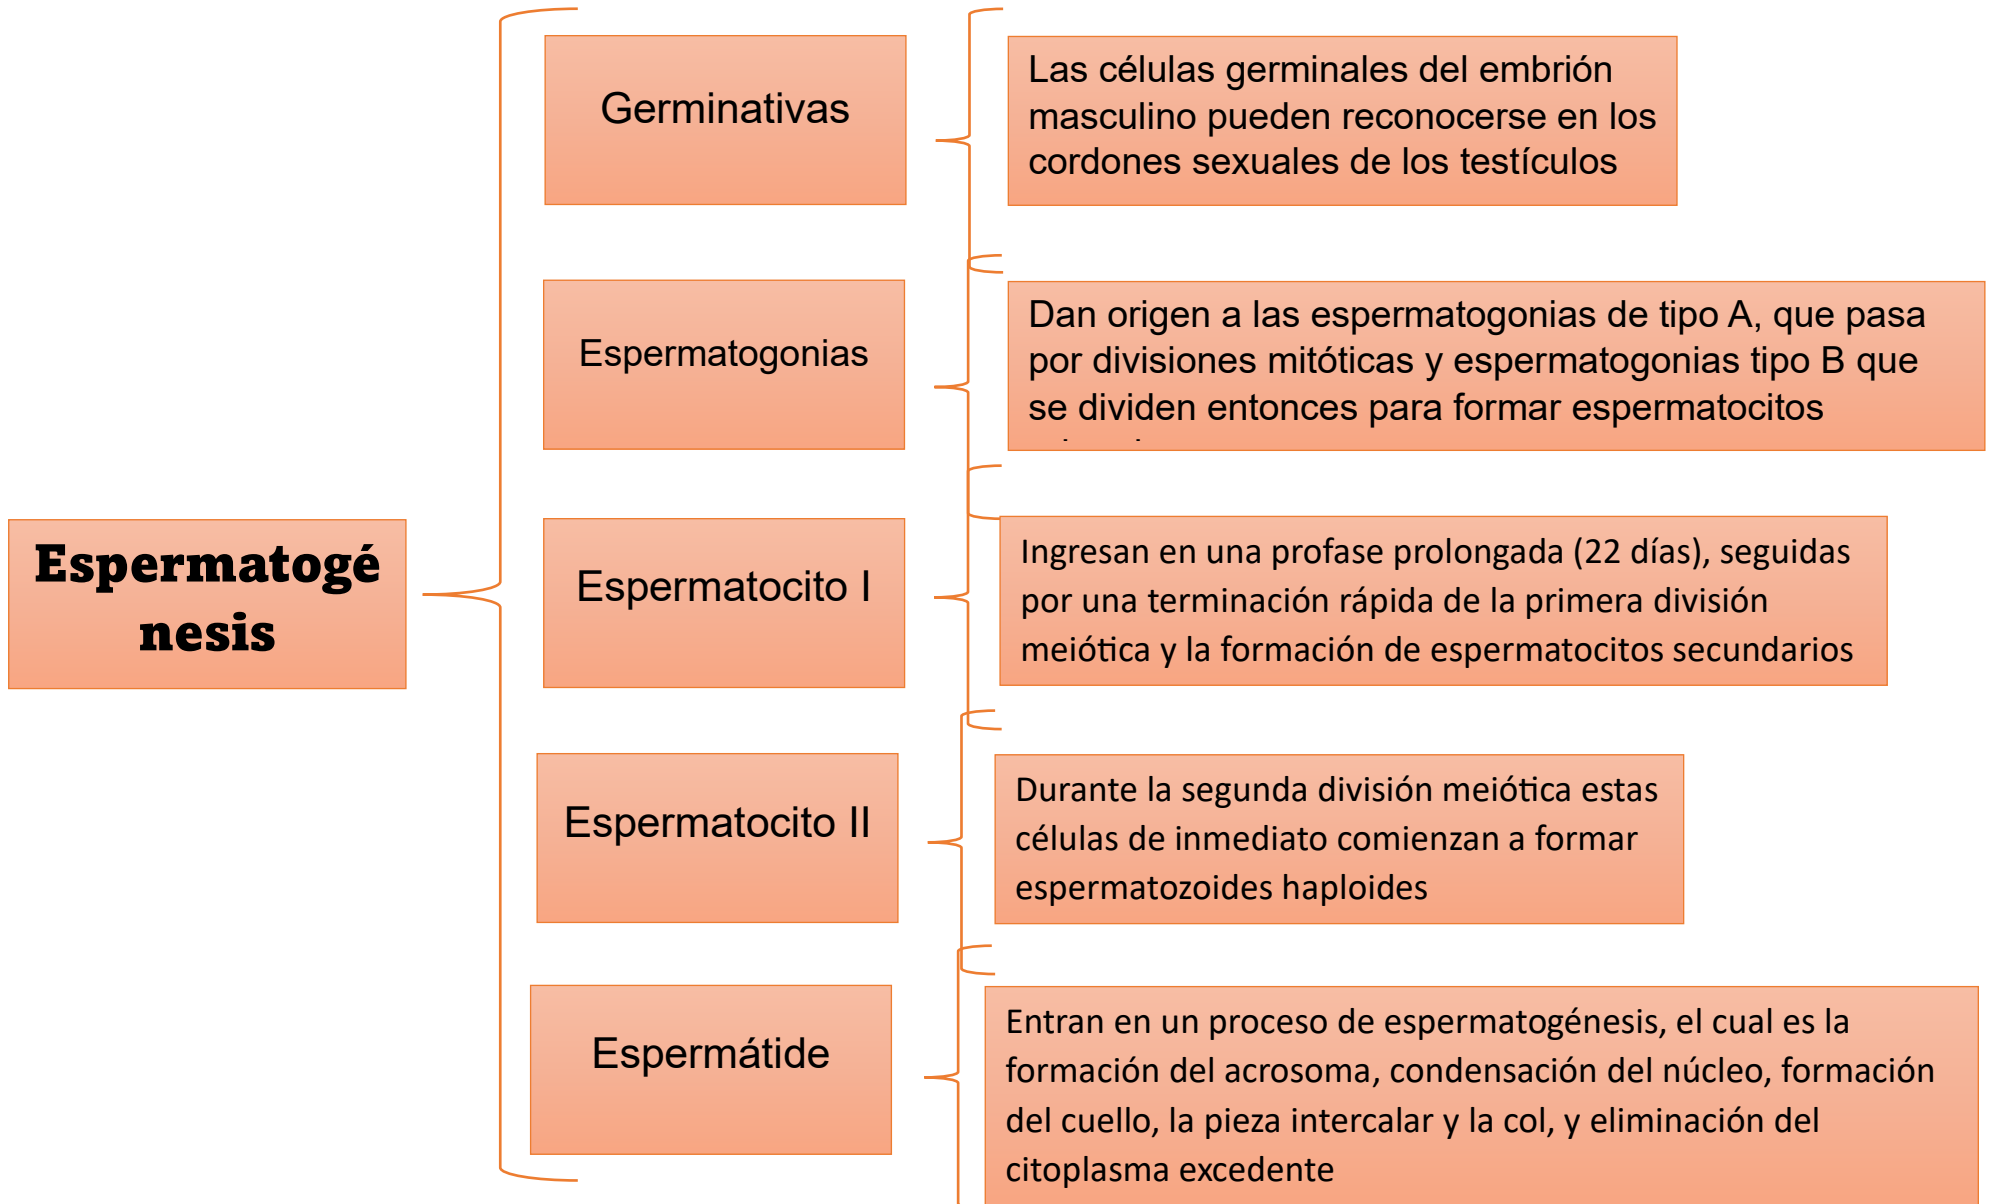 Espermatogé
nesis
Germinativas
Las células germinales del embrión
masculino pueden reconocerse en los
cordones sexuales de los testículos
Espermatogonias
Dan origen a las espermatogonias de tipo A, que pasa
por divisiones mitóticas y espermatogonias tipo B que
se dividen entonces para formar espermatocitos
Espermatocito I
Ingresan en una profase prolongada (22 días), seguidas
por una terminación rápida de la primera división
meiótica y la formación de espermatocitos secundarios
Espermatocito II
Durante la segunda división meiótica estas
células de inmediato comienzan a formar
espermatozoides haploides
Espermátide
Entran en un proceso de espermatogénesis, el cual es la
formación del acrosoma, condensación del núcleo, formación
del cuello, la pieza intercalar y la col, y eliminación del
citoplasma excedente